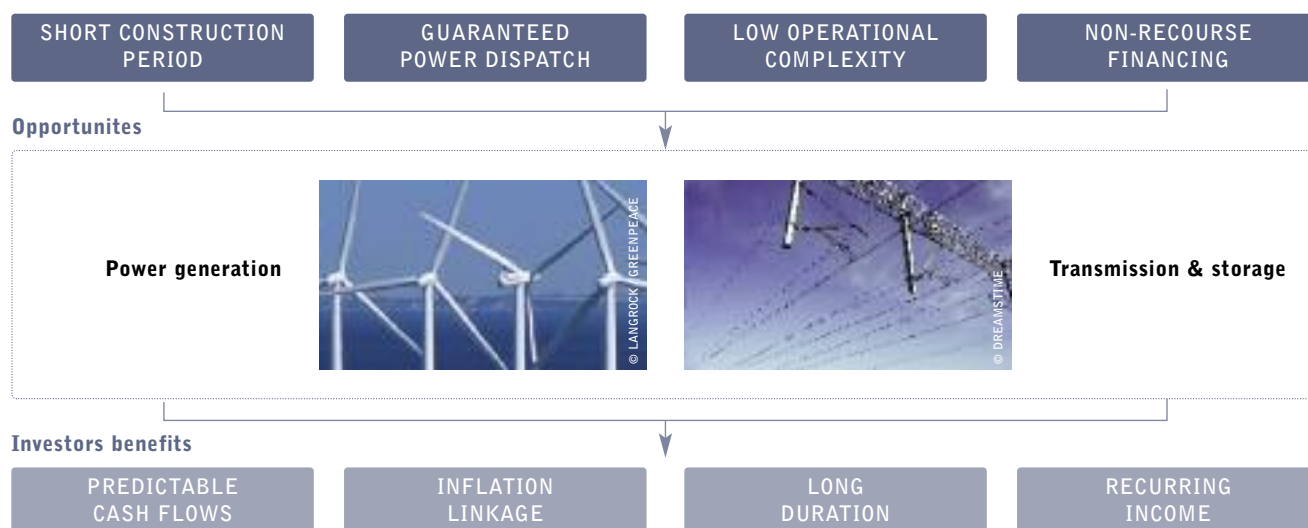 SHORT CONSTRUCTION
PERIOD
GUARANTEED
POWER DISPATCH
LOW OPERATIONAL
COMPLEXITY
NON-RECOURSE
FINANCING
Opportunites
Power generation
© LANGROCK / GREENPEACE
© DREAMSTIME
Transmission & storage
Investors benefits
PREDICTABLE
CASH FLOWS
INFLATION
LINKAGE
LONG
DURATION
RECURRING
INCOME